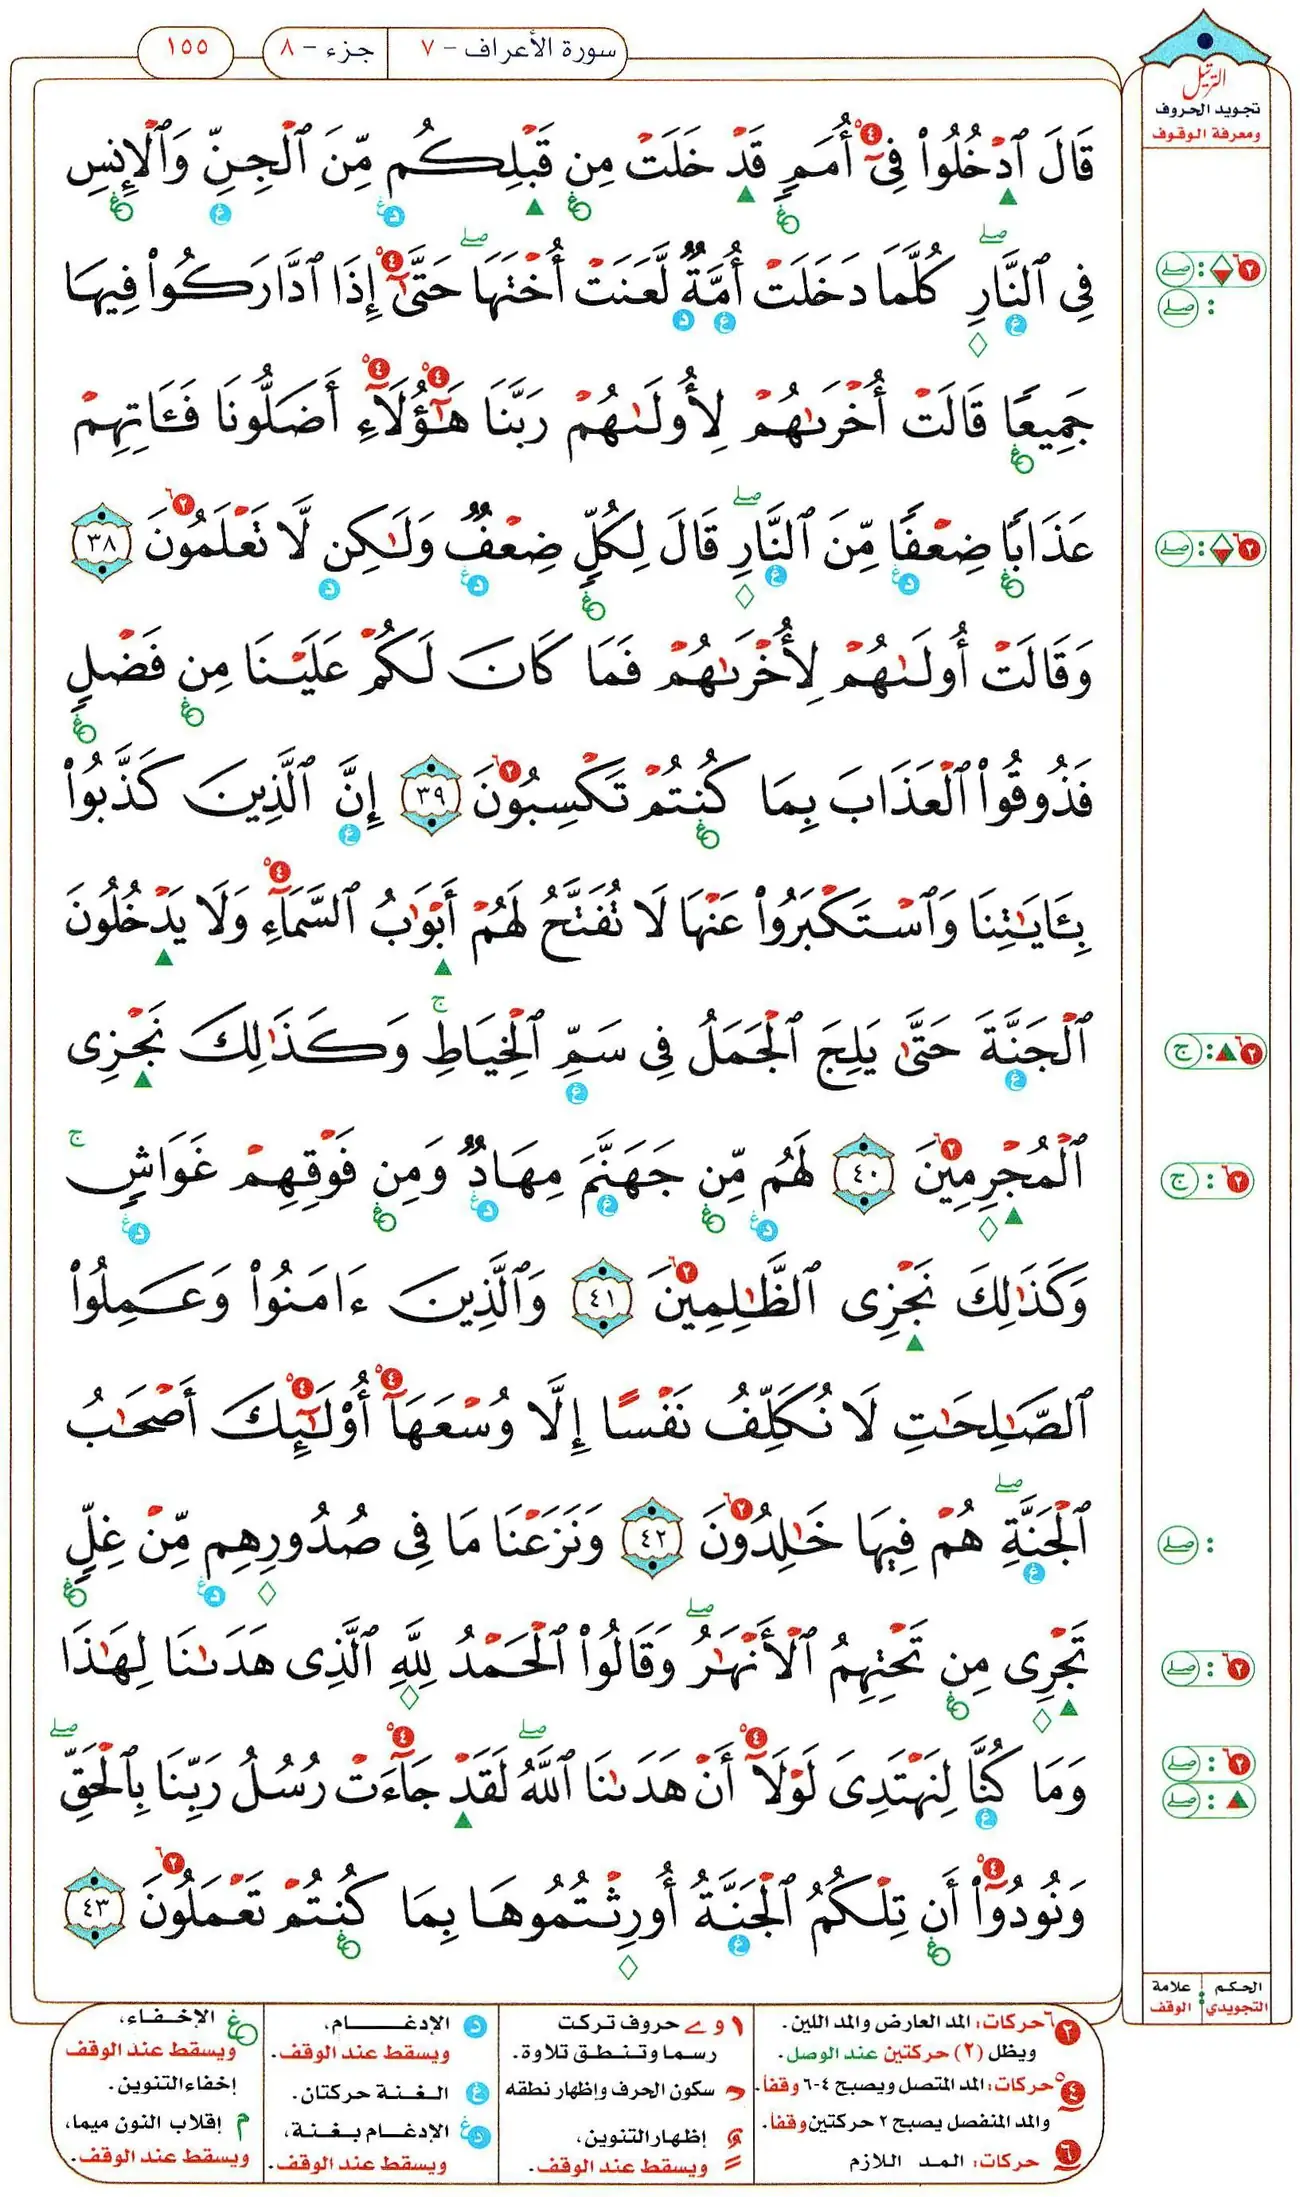 سورة الأعراف - ٧
جزء - ٨
١٥٥
الترتيل
تجويد الحروف
ومعرفة الوقوف
قَالَ ٱدْخُلُوا۟ فِىٓ أُمَمٍ قَدْ خَلَتْ مِن قَبْلِكُم مِّنَ ٱلْجِنِّ وَٱلْإِنسِ
فِى ٱلنَّارِ ۖ كُلَّمَا دَخَلَتْ أُمَّةٌ لَّعَنَتْ أُخْتَهَا ۖ حَتَّىٰٓ إِذَا ٱدَّارَكُوا۟ فِيهَا
جَمِيعًا قَالَتْ أُخْرَىٰهُمْ لِأُولَىٰهُمْ رَبَّنَا هَـٰٓؤُلَآءِ أَضَلُّونَا فَـَٔاتِهِمْ
عَذَابًا ضِعْفًا مِّنَ ٱلنَّارِ ۖ قَالَ لِكُلٍّ ضِعْفٌ وَلَـٰكِن لَّا تَعْلَمُونَ ٣٨
وَقَالَتْ أُولَىٰهُمْ لِأُخْرَىٰهُمْ فَمَا كَانَ لَكُمْ عَلَيْنَا مِن فَضْلٍ
فَذُوقُوا۟ ٱلْعَذَابَ بِمَا كُنتُمْ تَكْسِبُونَ ٣٩ إِنَّ ٱلَّذِينَ كَذَّبُوا۟
بِـَٔايَـٰتِنَا وَٱسْتَكْبَرُوا۟ عَنْهَا لَا تُفَتَّحُ لَهُمْ أَبْوَٰبُ ٱلسَّمَآءِ وَلَا يَدْخُلُونَ
ٱلْجَنَّةَ حَتَّىٰ يَلِجَ ٱلْجَمَلُ فِى سَمِّ ٱلْخِيَاطِ ۚ وَكَذَٰلِكَ نَجْزِى
ٱلْمُجْرِمِينَ ٤٠ لَهُم مِّن جَهَنَّمَ مِهَادٌ وَمِن فَوْقِهِمْ غَوَاشٍ ۚ
وَكَذَٰلِكَ نَجْزِى ٱلظَّـٰلِمِينَ ٤١ وَٱلَّذِينَ ءَامَنُوا۟ وَعَمِلُوا۟
ٱلصَّـٰلِحَـٰتِ لَا نُكَلِّفُ نَفْسًا إِلَّا وُسْعَهَآ أُو۟لَـٰٓئِكَ أَصْحَـٰبُ
ٱلْجَنَّةِ ۖ هُمْ فِيهَا خَـٰلِدُونَ ٤٢ وَنَزَعْنَا مَا فِى صُدُورِهِم مِّنْ غِلٍّ
تَجْرِى مِن تَحْتِهِمُ ٱلْأَنْهَـٰرُ ۖ وَقَالُوا۟ ٱلْحَمْدُ لِلَّهِ ٱلَّذِى هَدَىٰنَا لِهَـٰذَا
وَمَا كُنَّا لِنَهْتَدِىَ لَوْلَآ أَنْ هَدَىٰنَا ٱللَّهُ ۖ لَقَدْ جَآءَتْ رُسُلُ رَبِّنَا بِٱلْحَقِّ ۖ
وَنُودُوٓا۟ أَن تِلْكُمُ ٱلْجَنَّةُ أُورِثْتُمُوهَا بِمَا كُنتُمْ تَعْمَلُونَ ٤٣
الحكم التجويدي : علامة الوقف
٢ ٦ حركات: المد العارض والمد اللين.
ويظل (٢) حركتين عند الوصل.
٤ ٥ حركات: المد المتصل ويصبح ٤-٦ وقفاً.
والمد المنفصل يصبح ٢ حركتين وقفاً.
٦ حركات: المد اللازم
ا و ے حروف تركت
رسما وتنطق تلاوة.
سكون الحرف وإظهار نطقه
إظهار التنوين،
ويسقط عند الوقف.
د الإدغـام،
ويسقط عند الوقف.
غ الغنة حركتان.
دغ الإدغام بغنة،
ويسقط عند الوقف.
الإخفاء،
ويسقط عند الوقف
إخفاء التنوين.
م إقلاب النون ميما،
ويسقط عند الوقف.